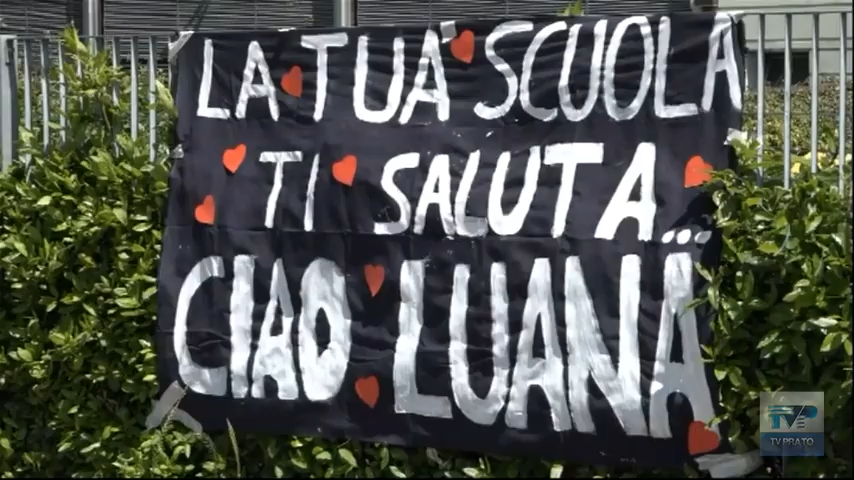 LA TUA SCUOLA
TI SALUTA...
CIAO LUANA
TV PRATO